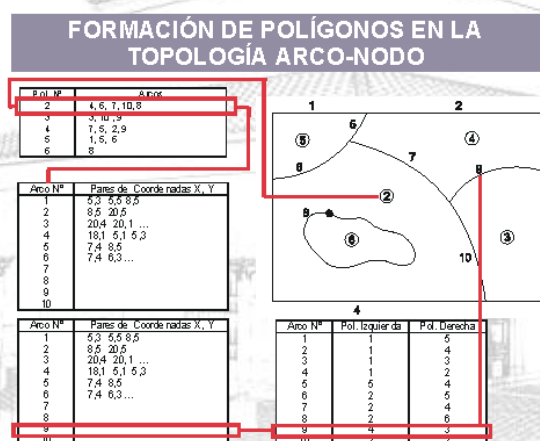 FORMACIÓN DE POLÍGONOS EN LA
TOPOLOGÍA ARCO-NODO
Pol. Nº Arcos
2 4, 6, 7, 10, 8
3 3, 10, 9
4 7, 5, 2, 9
5 1, 5, 6
6 8
Arco Nº Pares de Coordenadas X, Y
1 5,3 5,5 8,5
2 8,5 20,5
3 20,4 20,1 ...
4 18,1 5,1 5,3
5 7,4 8,5
6 7,4 6,3...
7
8
9
10
1 2
5
5
4
6
7
9
2
8
6
3
10
4
Arco Nº Pares de Coordenadas X, Y
1 5,3 5,5 8,5
2 8,5 20,5
3 20,4 20,1 ...
4 18,1 5,1 5,3
5 7,4 8,5
6 7,4 6,3...
7
8
9
10
Arco Nº Pol. Izquierda Pol. Derecha
1 1 5
2 1 4
3 1 3
4 1 2
5 5 4
6 2 5
7 2 4
8 2 6
9 4 3